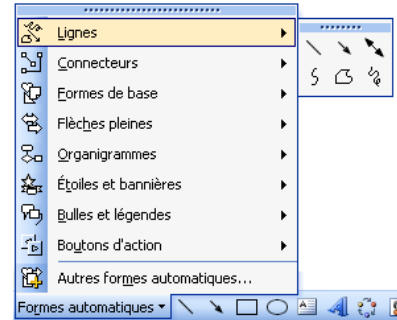 Lignes
Connecteurs
Formes de base
Flèches pleines
Organigrammes
Étoiles et bannières
Bulles et légendes
Boutons d'action
Autres formes automatiques...
Formes automatiques